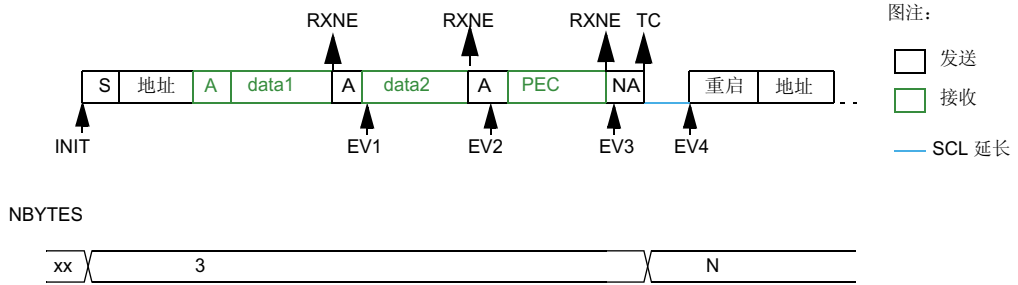 RXNE RXNE RXNE TC 图注：
S 地址 A data1 A data2 A PEC NA 重启 地址 发送
接收
INIT EV1 EV2 EV3 EV4 SCL 延长
NBYTES
xx 3 N